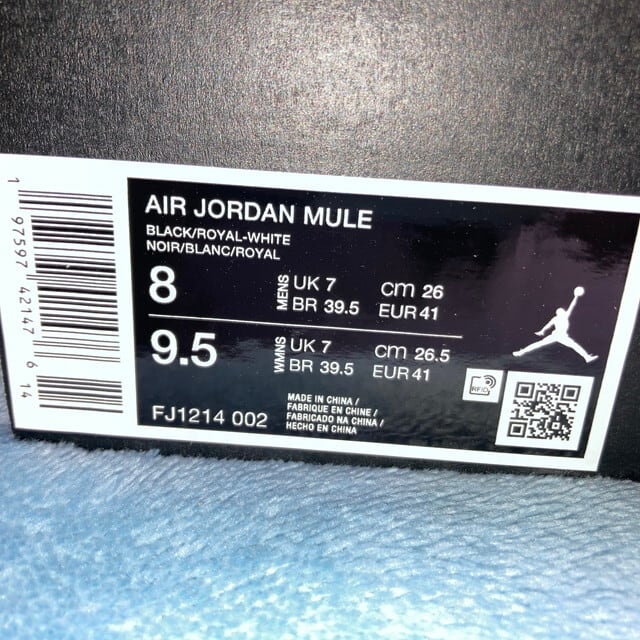 AIR JORDAN MULE
BLACK/ROYAL-WHITE
NOIR/BLANC/ROYAL
8
MENS
UK 7 cm 26
BR 39.5 EUR 41
9.5
WMNS
UK 7 cm 26.5
BR 39.5 EUR 41
FJ1214 002
MADE IN CHINA /
FABRIQUE EN CHINE /
FABRICADO NA CHINA /
HECHO EN CHINA
RFID
1 97597 42147 6 14